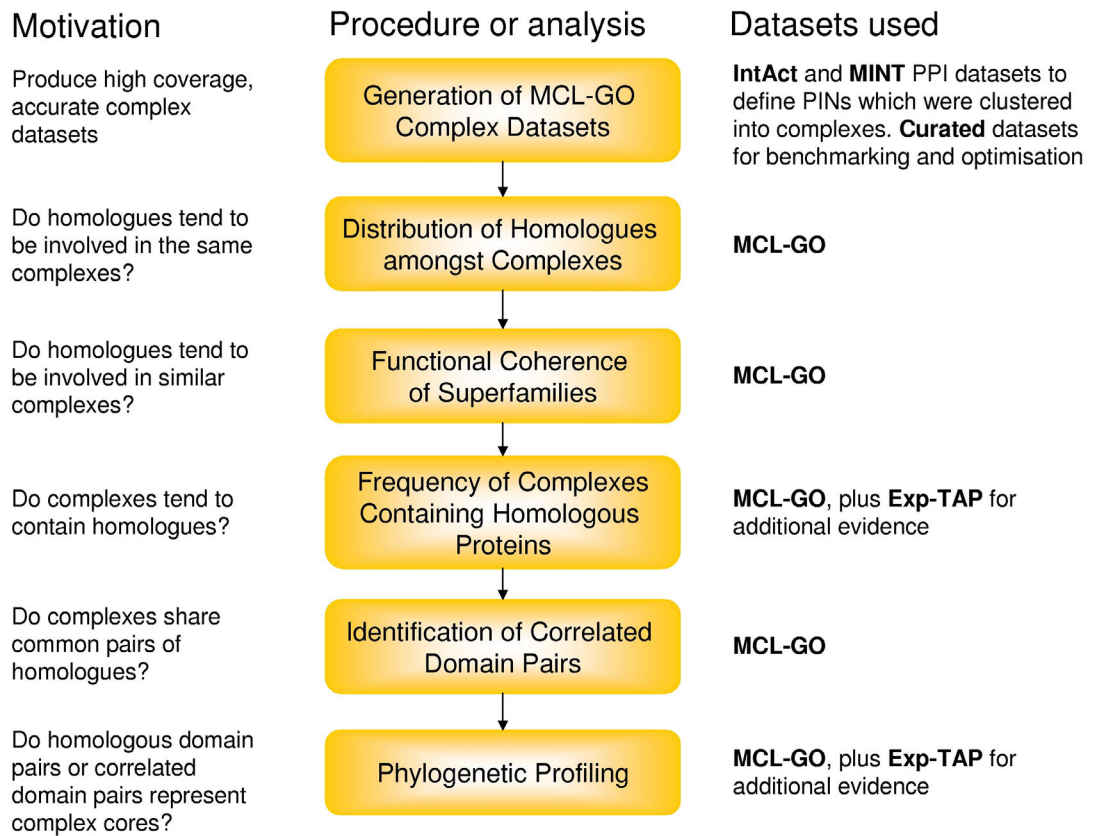 Motivation
Procedure or analysis
Datasets used
Produce high coverage,
accurate complex
datasets
Generation of MCL-GO
Complex Datasets
IntAct and MINT PPI datasets to
define PINs which were clustered
into complexes. Curated datasets
for benchmarking and optimisation
Do homologues tend to
be involved in the same
complexes?
Distribution of Homologues
amongst Complexes
MCL-GO
Do homologues tend to
be involved in similar
complexes?
Functional Coherence
of Superfamilies
MCL-GO
Do complexes tend to
contain homologues?
Frequency of Complexes
Containing Homologous
Proteins
MCL-GO, plus Exp-TAP for
additional evidence
Do complexes share
common pairs of
homologues?
Identification of Correlated
Domain Pairs
MCL-GO
Do homologous domain
pairs or correlated
domain pairs represent
complex cores?
Phylogenetic Profiling
MCL-GO, plus Exp-TAP for
additional evidence